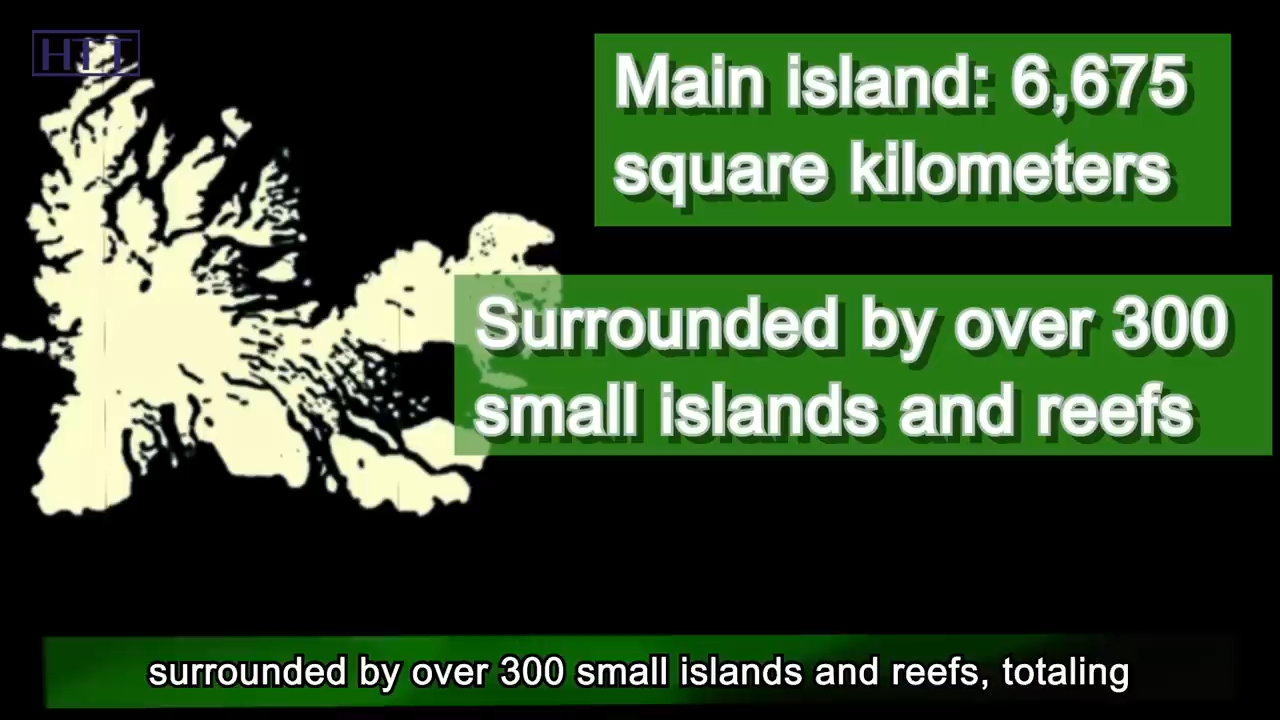 HTT
Main island: 6,675
square kilometers
Surrounded by over 300
small islands and reefs
surrounded by over 300 small islands and reefs, totaling